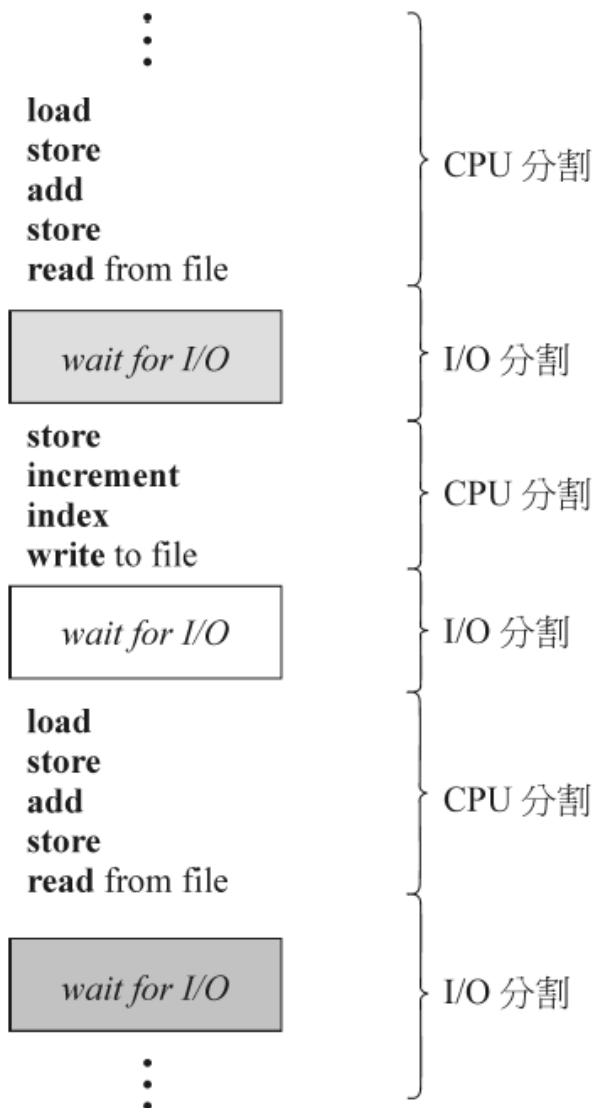 load
store
add
store
read from file
CPU 分割
wait for I/O
I/O 分割
store
increment
index
write to file
CPU 分割
wait for I/O
I/O 分割
load
store
add
store
read from file
CPU 分割
wait for I/O
I/O 分割